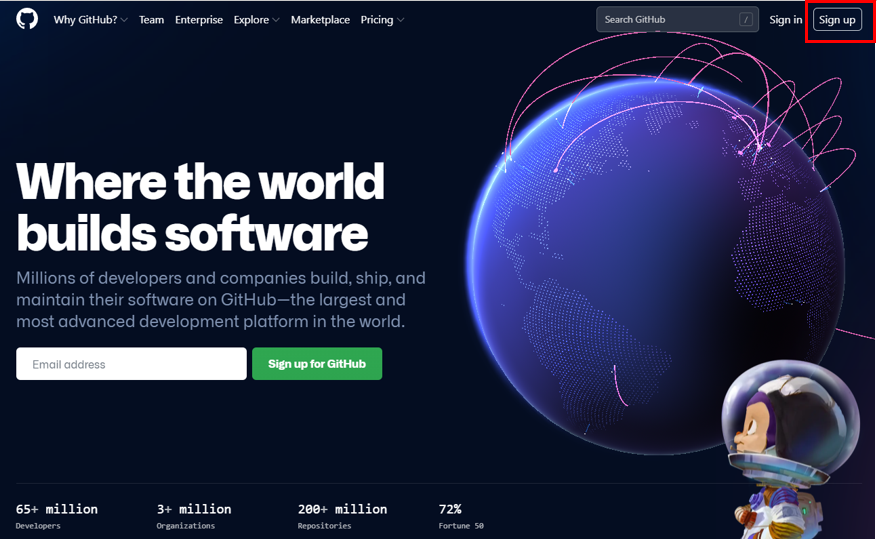 Why GitHub? Team Enterprise Explore Marketplace Pricing Search GitHub / Sign in Sign up
Where the world
builds software
Millions of developers and companies build, ship, and
maintain their software on GitHub—the largest and
most advanced development platform in the world.
Email address Sign up for GitHub
65+ million 3+ million 200+ million 72%
Developers Organizations Repositories Fortune 50